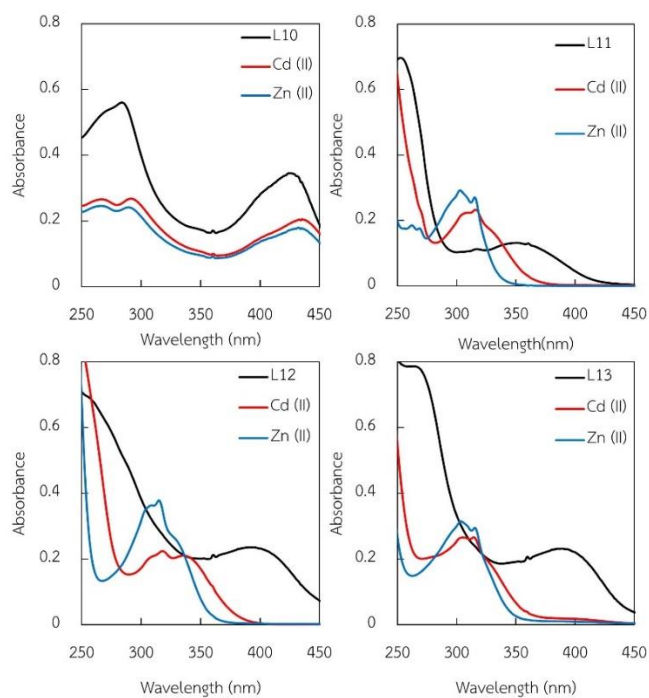 0.8
0.6
0.4
0.2
0
Absorbance
L10
Cd (II)
Zn (II)
250 300 350 400 450
Wavelength (nm)
0.8
0.6
0.4
0.2
0
Absorbance
L11
Cd (II)
Zn (II)
250 300 350 400 450
Wavelength(nm)
0.8
0.6
0.4
0.2
0
Absorbance
L12
Cd (II)
Zn (II)
250 300 350 400 450
Wavelength (nm)
0.8
0.6
0.4
0.2
0
Absorbance
L13
Cd (II)
Zn (II)
250 300 350 400 450
Wavelength (nm)